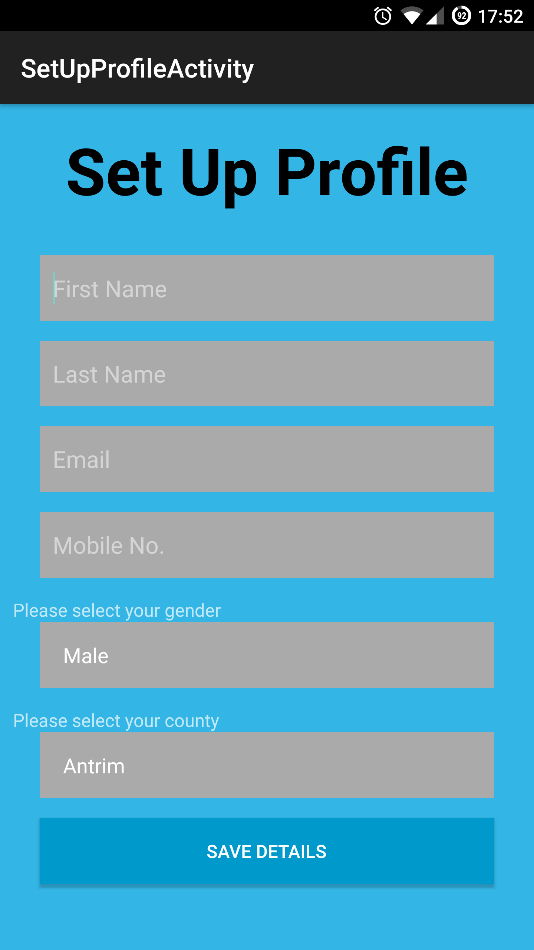 92 17:52
SetUpProfileActivity
Set Up Profile
First Name
Last Name
Email
Mobile No.
Please select your gender
Male
Please select your county
Antrim
SAVE DETAILS